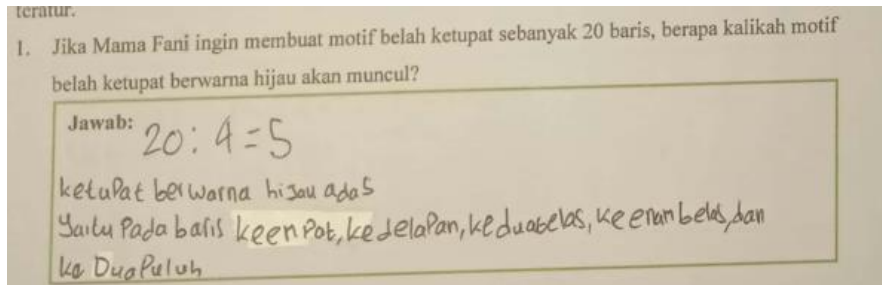 teratur.
1. Jika Mama Fani ingin membuat motif belah ketupat sebanyak 20 baris, berapa kalikah motif
belah ketupat berwarna hijau akan muncul?
Jawab: 20 : 4 = 5
ketupat berwarna hijau ada 5
Yaitu Pada baris keenpat, kedelapan, keduabelas, keenambelas, dan
ke Dua Puluh